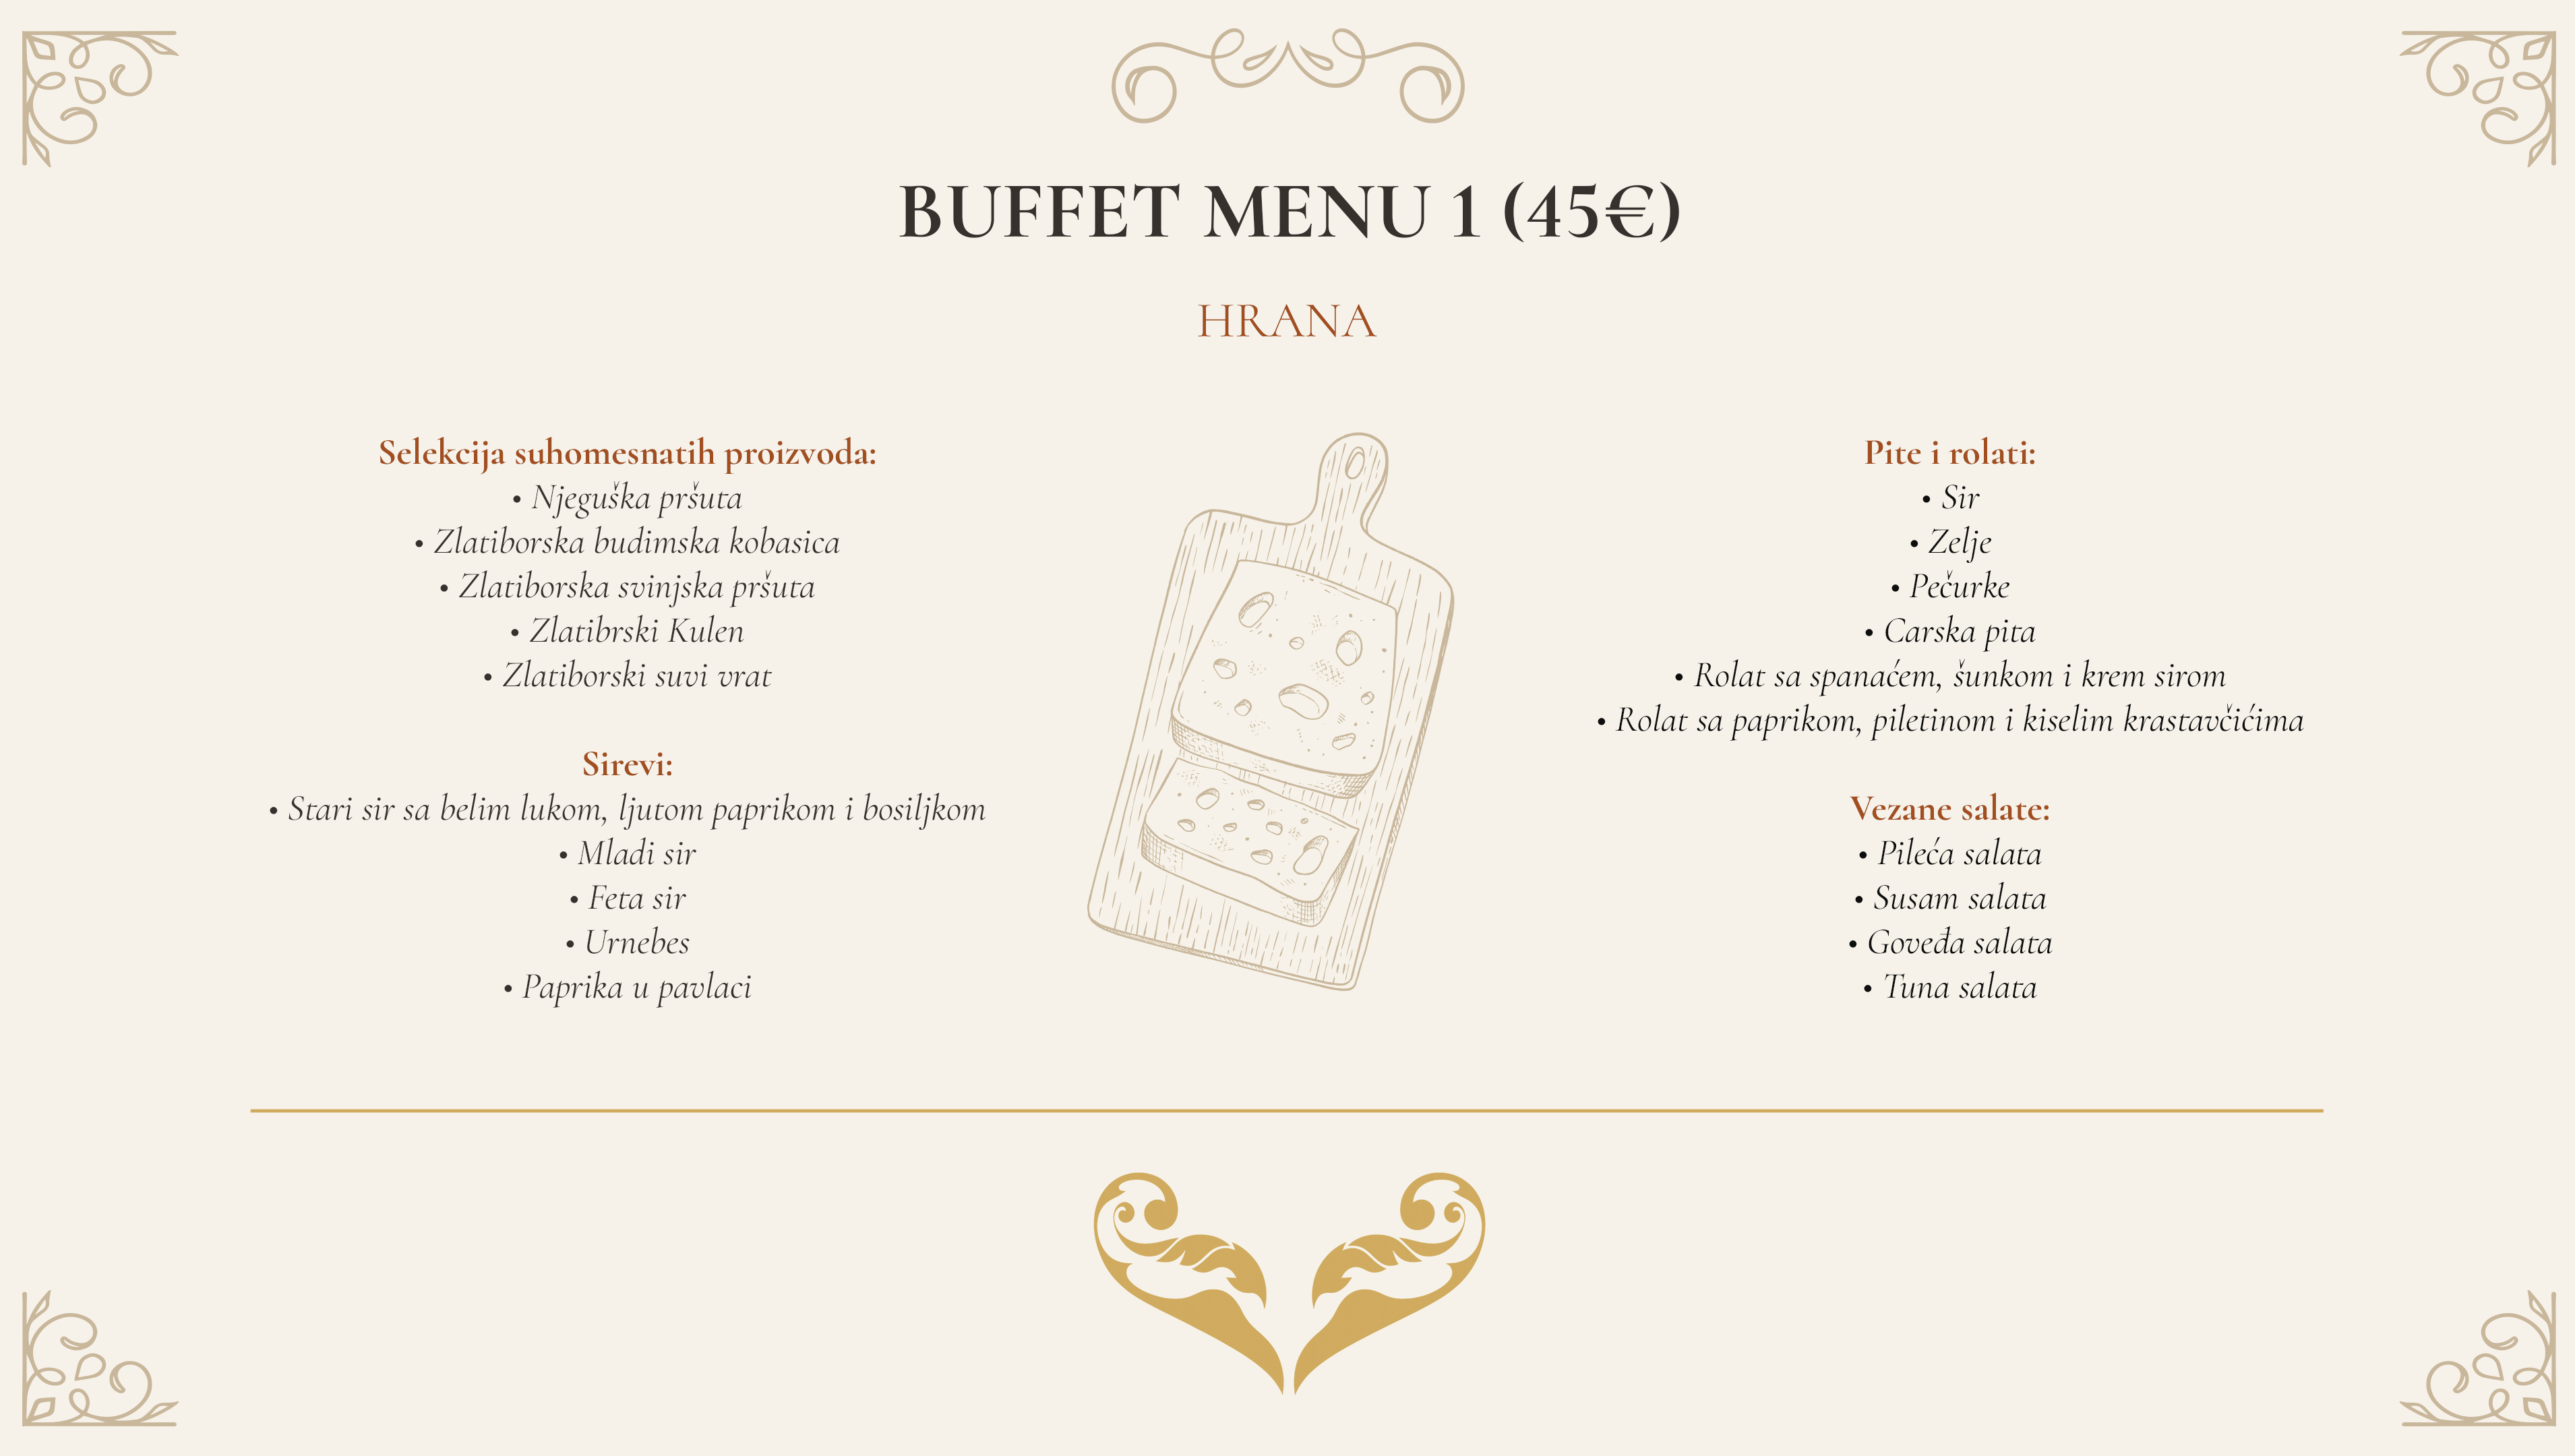 BUFFET MENU 1 (45€)
HRANA
Selekcija suhomesnatih proizvoda:
• Njeguška pršuta
• Zlatiborska budimska kobasica
• Zlatiborska svinjska pršuta
• Zlatibrski Kulen
• Zlatiborski suvi vrat
Sirevi:
• Stari sir sa belim lukom, ljutom paprikom i bosiljkom
• Mladi sir
• Feta sir
• Urnebes
• Paprika u pavlaci
Pite i rolati:
• Sir
• Zelje
• Pečurke
• Carska pita
• Rolat sa spanaćem, šunkom i krem sirom
• Rolat sa paprikom, piletinom i kiselim krastavčićima
Vezane salate:
• Pileća salata
• Susam salata
• Goveđa salata
• Tuna salata